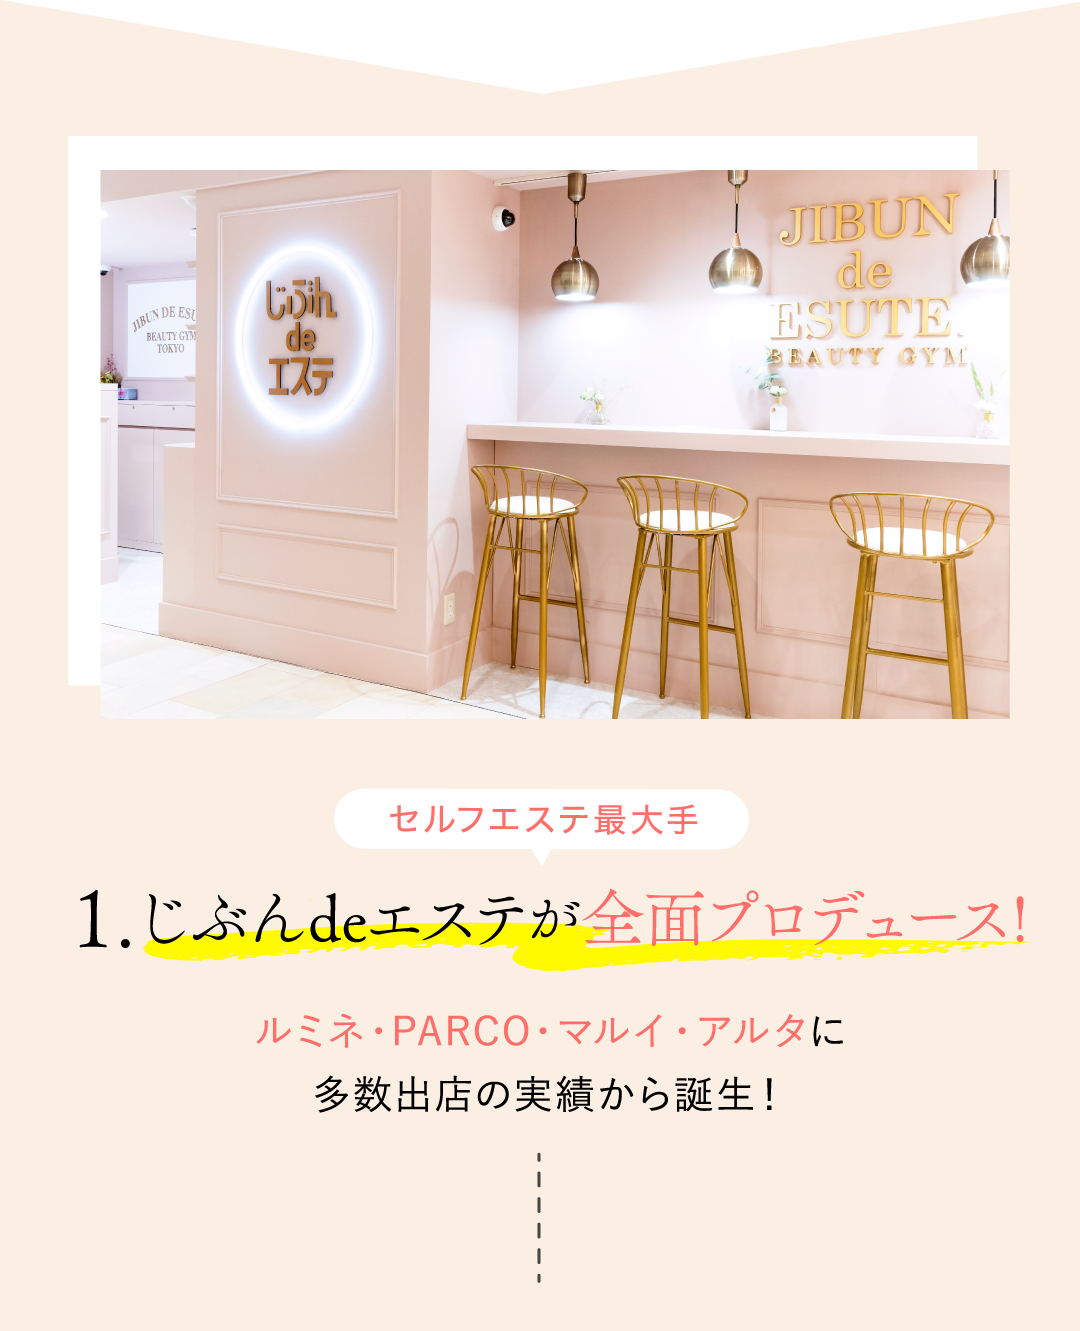 じぶん
de
エステ
JIBUN DE ESU
BEAUTY GYM
TOKYO
JIBUN
de
ESUTE
BEAUTY GYM
セルフエステ最大手
1.じぶんdeエステが全面プロデュース!
ルミネ・PARCO・マルイ・アルタに
多数出店の実績から誕生!